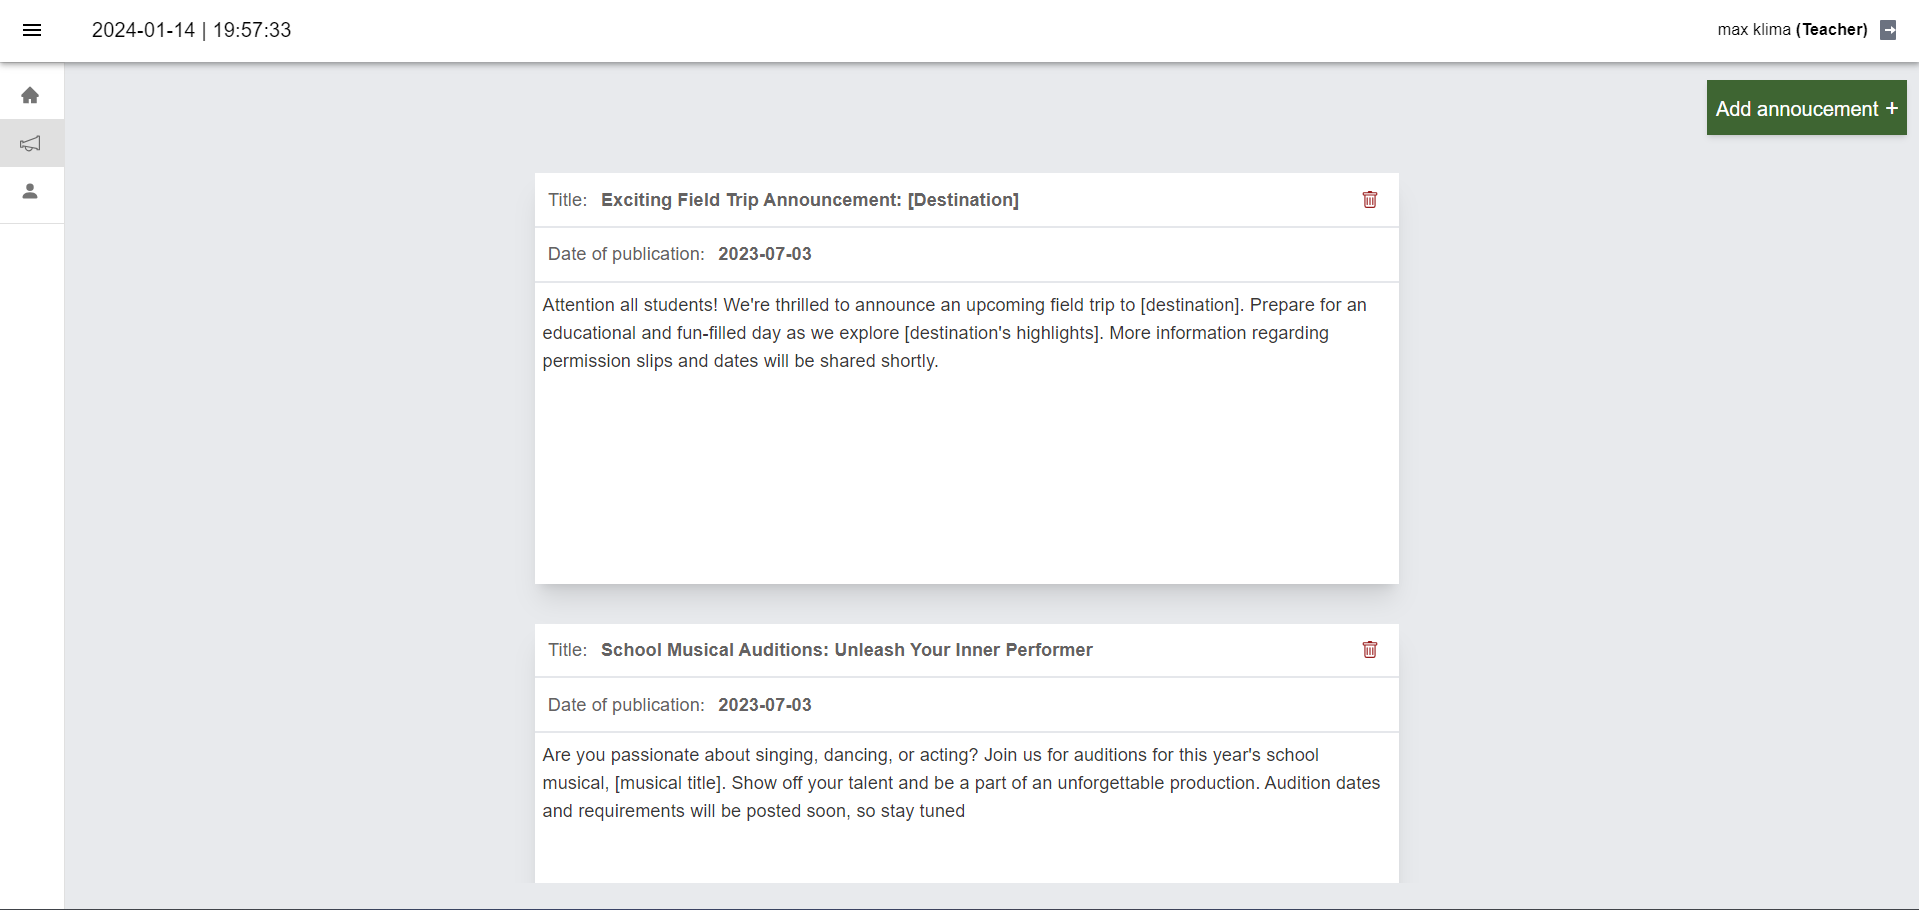 2024-01-14 | 19:57:33
max klima (Teacher)
Add annoucement +
Title: Exciting Field Trip Announcement: [Destination]
Date of publication: 2023-07-03
Attention all students! We're thrilled to announce an upcoming field trip to [destination]. Prepare for an
educational and fun-filled day as we explore [destination's highlights]. More information regarding
permission slips and dates will be shared shortly.
Title: School Musical Auditions: Unleash Your Inner Performer
Date of publication: 2023-07-03
Are you passionate about singing, dancing, or acting? Join us for auditions for this year's school
musical, [musical title]. Show off your talent and be a part of an unforgettable production. Audition dates
and requirements will be posted soon, so stay tuned